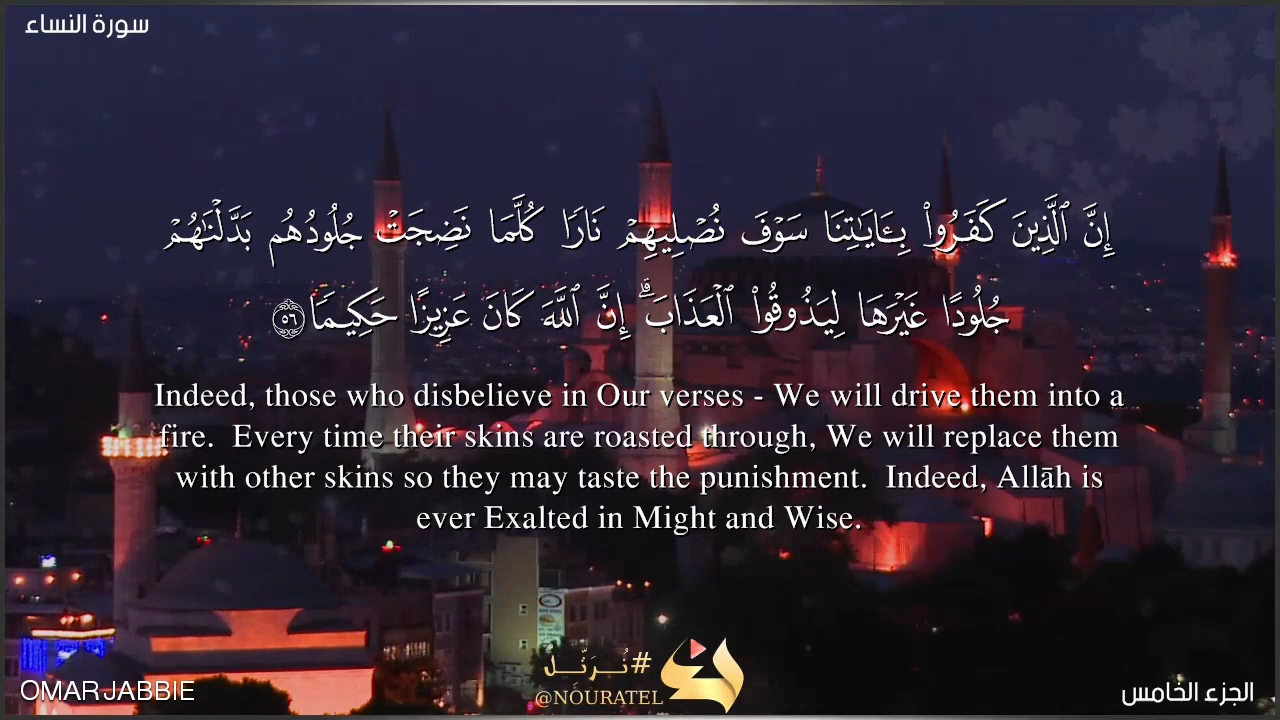 سورة النساء
إِنَّ ٱلَّذِينَ كَفَرُوا۟ بِـَٔايَـٰتِنَا سَوْفَ نُصْلِيهِمْ نَارًا كُلَّمَا نَضِجَتْ جُلُودُهُم بَدَّلْنَـٰهُمْ
جُلُودًا غَيْرَهَا لِيَذُوقُوا۟ ٱلْعَذَابَ ۗ إِنَّ ٱللَّهَ كَانَ عَزِيزًا حَكِيمًا ٥٦
Indeed, those who disbelieve in Our verses - We will drive them into a
fire. Every time their skins are roasted through, We will replace them
with other skins so they may taste the punishment. Indeed, Allāh is
ever Exalted in Might and Wise.
#نُرَتِّل
@NOURATEL
OMAR JABBIE
الجزء الخامس